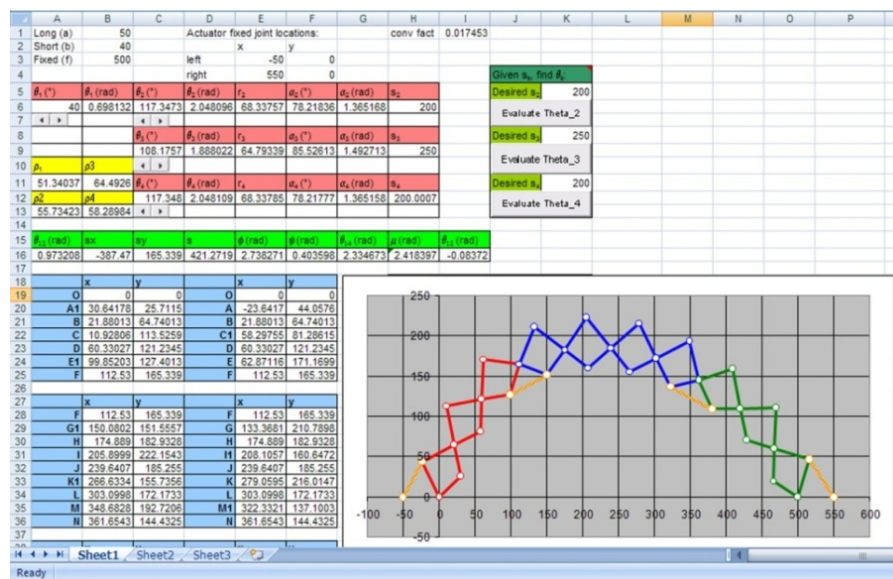 A B C D E F G H I J K L M N O P
1 Long (a) 50 Actuator fixed joint locations: conv fact 0.017453
2 Short (b) 40 x y
3 Fixed (f) 500 left -50 0
4 right 550 0 Given s₂, find θ₂:
5 θ₁ (°) θ₁ (rad) θ₂ (°) θ₂ (rad) r₂ α₂ (°) α₂ (rad) s₂ Desired s₂ 200
6 40 0.698132 117.3473 2.048096 68.33757 78.21836 1.365168 200
7 Evaluate Theta_2
8 θ₃ (°) θ₃ (rad) r₃ α₃ (°) α₃ (rad) s₃ Desired s₃ 250
9 108.1757 1.888022 64.79339 85.52613 1.492713 250
10 ρ₁ ρ3 Evaluate Theta_3
11 51.34037 64.4926 θ₄ (°) θ₄ (rad) r₄ α₄ (°) α₄ (rad) s₄ Desired s₄ 200
12 ρ2 ρ4 117.348 2.048109 68.33785 78.21777 1.365158 200.0007
13 55.73423 58.28984 Evaluate Theta_4
14
15 θ₁₂ (rad) sx sy s ϕ (rad) ψ (rad) θ₁₄ (rad) μ (rad) θ₁₃ (rad)
16 0.973208 -387.47 165.339 421.2719 2.738271 0.403598 2.334673 2.418397 -0.08372
17
18 x y x y
19 O 0 0 O 0 0
20 A1 30.64178 25.7115 A -23.6417 44.0576
21 B 21.88013 64.74013 B 21.88013 64.74013
22 C 10.92806 113.5259 C1 58.29755 81.28615
23 D 60.33027 121.2345 D 60.33027 121.2345
24 E1 99.85203 127.4013 E 62.87116 171.1699
25 F 112.53 165.339 F 112.53 165.339
26
27 x y x y
28 F 112.53 165.339 F 112.53 165.339
29 G1 150.0802 151.5557 G 133.3681 210.7898
30 H 174.889 182.9328 H 174.889 182.9328
31 I 205.8999 222.1543 I1 208.1057 160.6472
32 J 239.6407 185.255 J 239.6407 185.255
33 K1 266.6334 155.7356 K 279.0595 216.0147
34 L 303.0998 172.1733 L 303.0998 172.1733
35 M 348.6828 192.7206 M1 322.3321 137.1003
36 N 361.6543 144.4325 N 361.6543 144.4325
37
250
200
150
100
50
0
-50
-100 -50 0 50 100 150 200 250 300 350 400 450 500 550 600
Sheet1 Sheet2 Sheet3
Ready